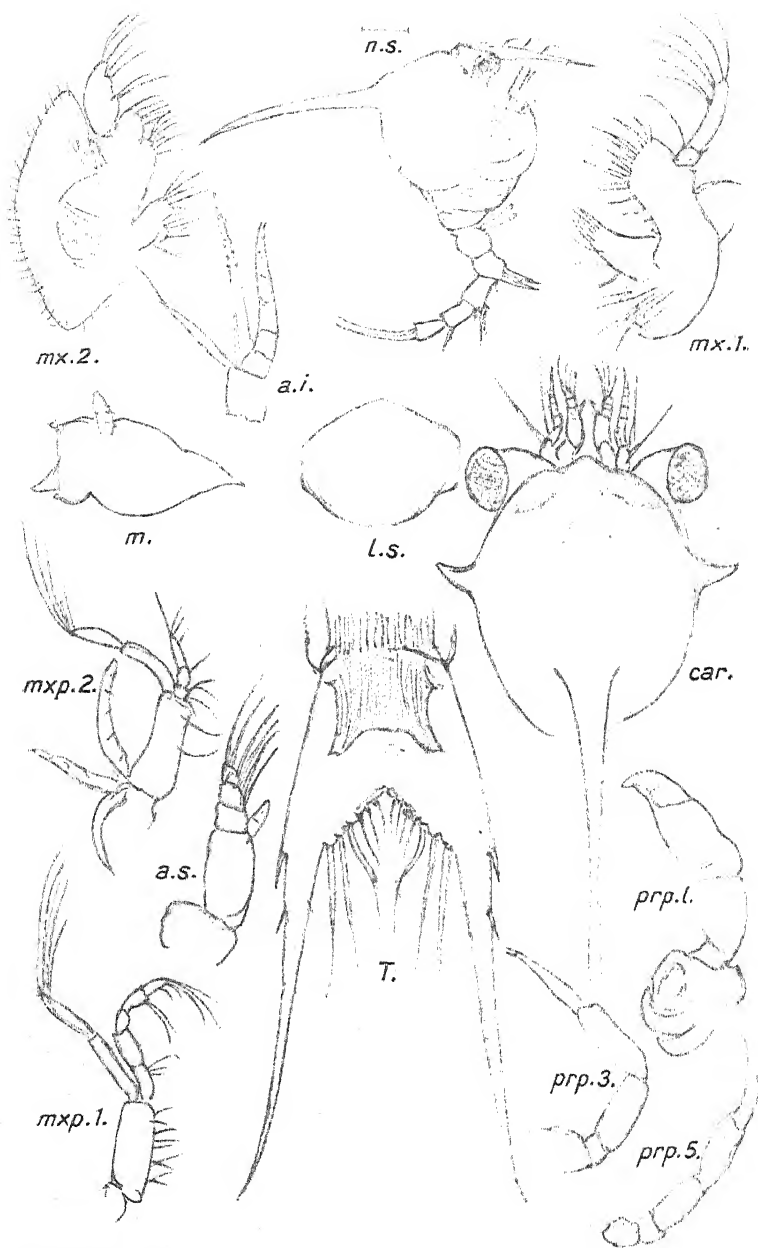 n.s.
mx.2.
a.i.
mx.1.
m.
l.s.
car.
mxp.2.
a.s.
prp.1.
T.
prp.3.
mxp.1.
prp.5.